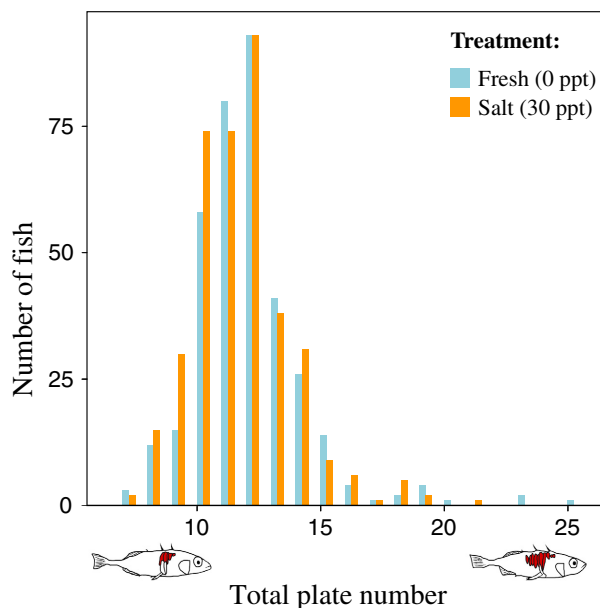 Treatment:
Fresh (0 ppt)
Salt (30 ppt)
Number of fish
75
50
25
0
10
15
20
25
Total plate number